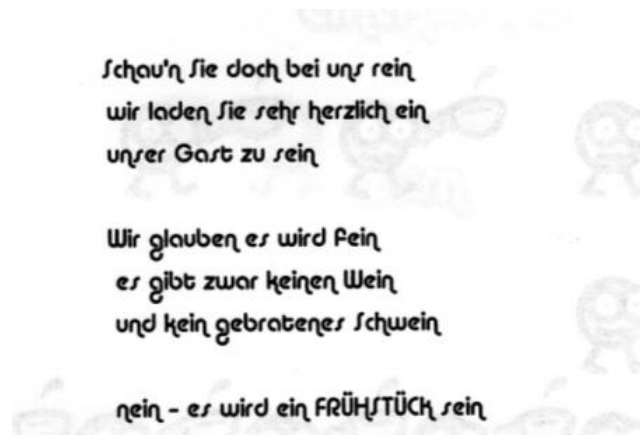 Schau'n Sie doch bei uns rein
wir laden Sie sehr herzlich ein
unser Gast zu sein
Wir glauben es wird fein
es gibt zwar keinen Wein
und kein gebratenes Schwein
nein - es wird ein FRÜHSTÜCK sein